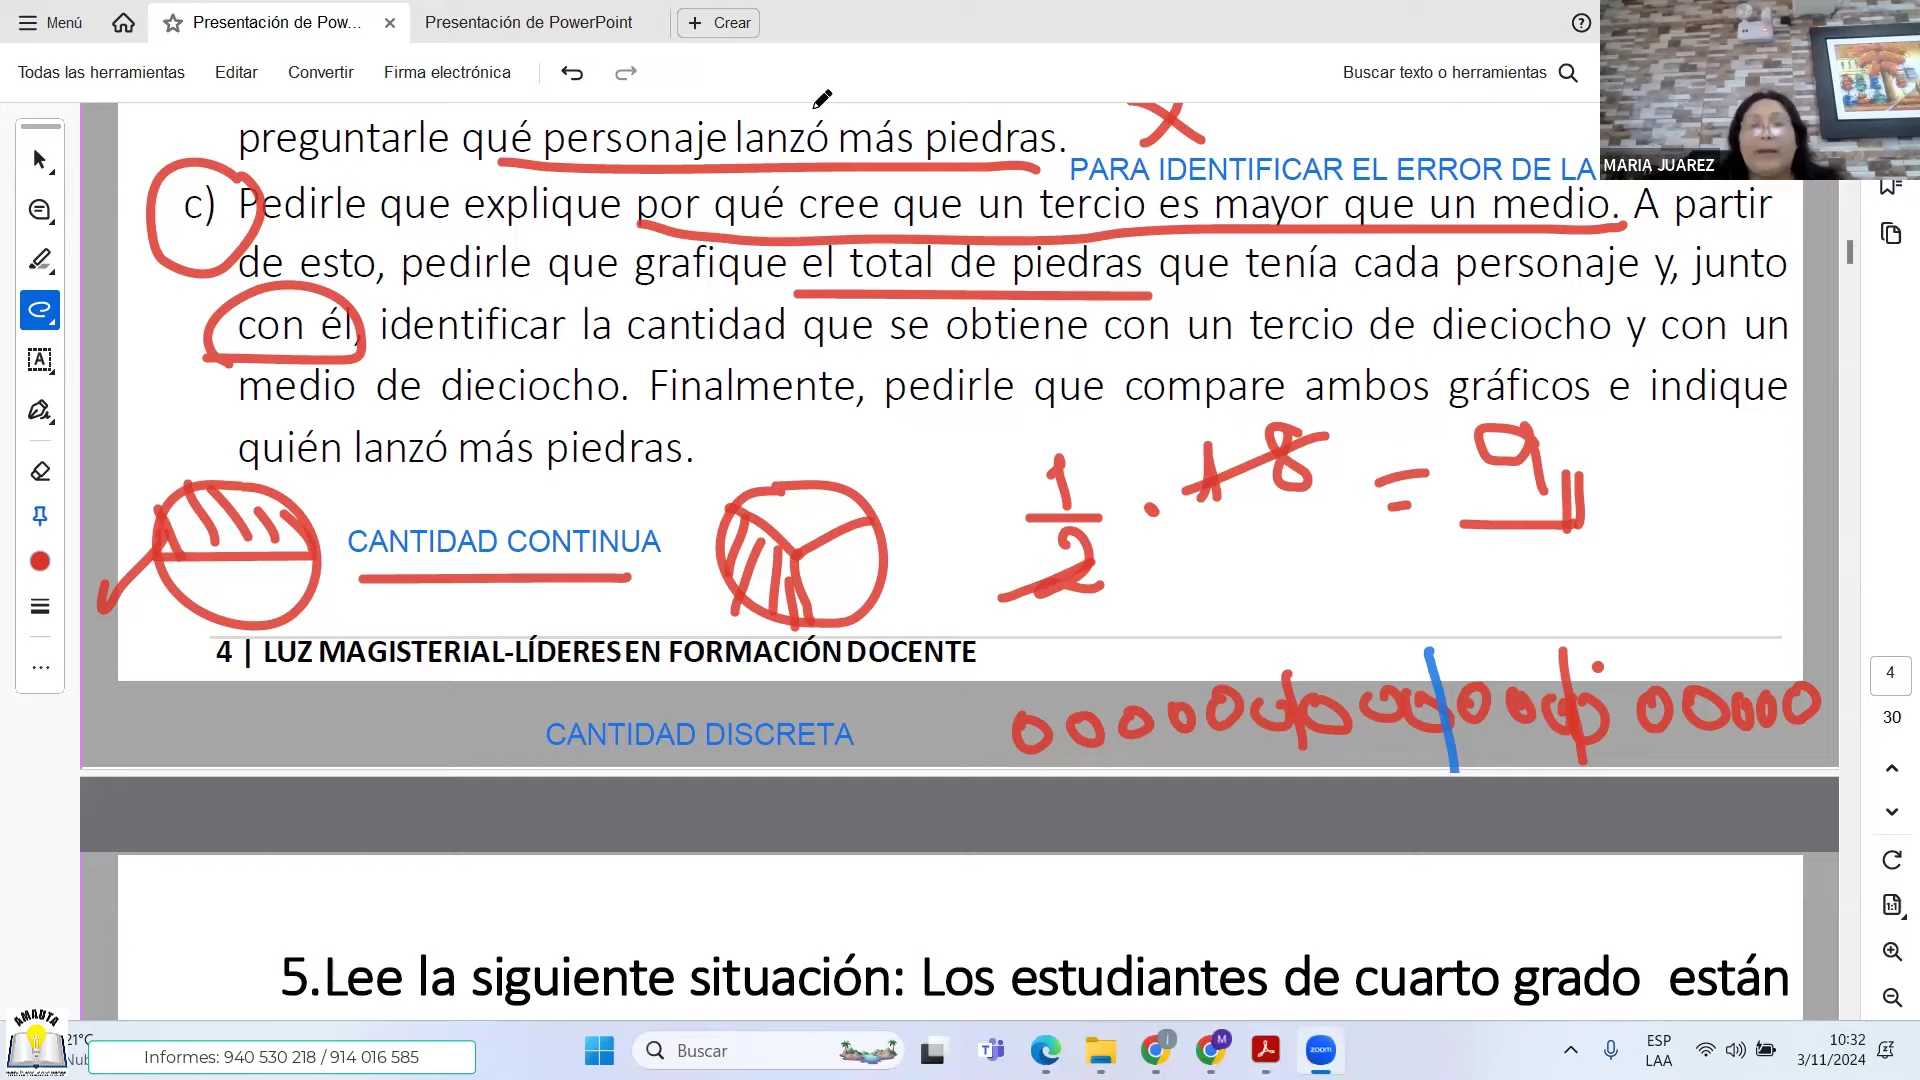 Menú
Presentación de Pow...
Presentación de PowerPoint
Crear
Todas las herramientas
Editar
Convertir
Firma electrónica
Buscar texto o herramientas
MARIA JUAREZ
preguntarle qué personaje lanzó más piedras.
PARA IDENTIFICAR EL ERROR DE LA
c) Pedirle que explique por qué cree que un tercio es mayor que un medio. A partir
de esto, pedirle que grafique el total de piedras que tenía cada personaje y, junto
con él, identificar la cantidad que se obtiene con un tercio de dieciocho y con un
medio de dieciocho. Finalmente, pedirle que compare ambos gráficos e indique
quién lanzó más piedras.
1/2 · 18 = 9
CANTIDAD CONTINUA
4 | LUZ MAGISTERIAL-LÍDERES EN FORMACIÓN DOCENTE
CANTIDAD DISCRETA
4
30
5.Lee la siguiente situación: Los estudiantes de cuarto grado están
AMAUTA
21°C
Informes: 940 530 218 / 914 016 585
Buscar
zoom
ESP
LAA
10:32
3/11/2024